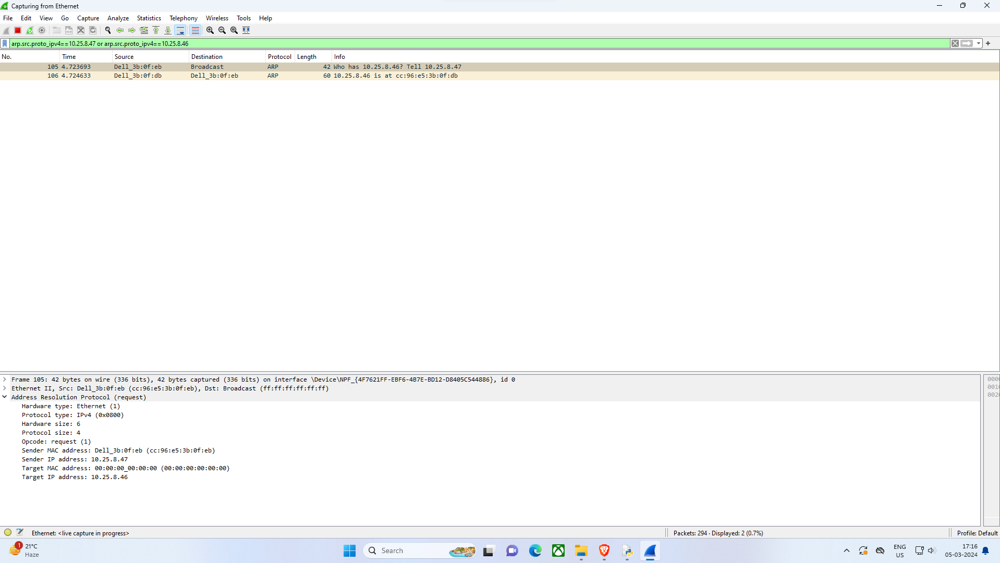 Capturing from Ethernet
File Edit View Go Capture Analyze Statistics Telephony Wireless Tools Help
arp.src.proto_ipv4==10.25.8.47 or arp.src.proto_ipv4==10.25.8.46
No. Time Source Destination Protocol Length Info
105 4.723693 Dell_3b:0f:eb Broadcast ARP 42 Who has 10.25.8.46? Tell 10.25.8.47
106 4.724633 Dell_3b:0f:db Dell_3b:0f:eb ARP 60 10.25.8.46 is at cc:96:e5:3b:0f:db
Frame 105: 42 bytes on wire (336 bits), 42 bytes captured (336 bits) on interface \Device\NPF_{4F7621FF-EBF6-4B7E-BD12-D8405C544886}, id 0
Ethernet II, Src: Dell_3b:0f:eb (cc:96:e5:3b:0f:eb), Dst: Broadcast (ff:ff:ff:ff:ff:ff)
Address Resolution Protocol (request)
Hardware type: Ethernet (1)
Protocol type: IPv4 (0x0800)
Hardware size: 6
Protocol size: 4
Opcode: request (1)
Sender MAC address: Dell_3b:0f:eb (cc:96:e5:3b:0f:eb)
Sender IP address: 10.25.8.47
Target MAC address: 00:00:00_00:00:00 (00:00:00:00:00:00)
Target IP address: 10.25.8.46
Ethernet: <live capture in progress>
Packets: 294 · Displayed: 2 (0.7%)
Profile: Default
1
21°C
Haze
Search
ENG
US
17:16
05-03-2024